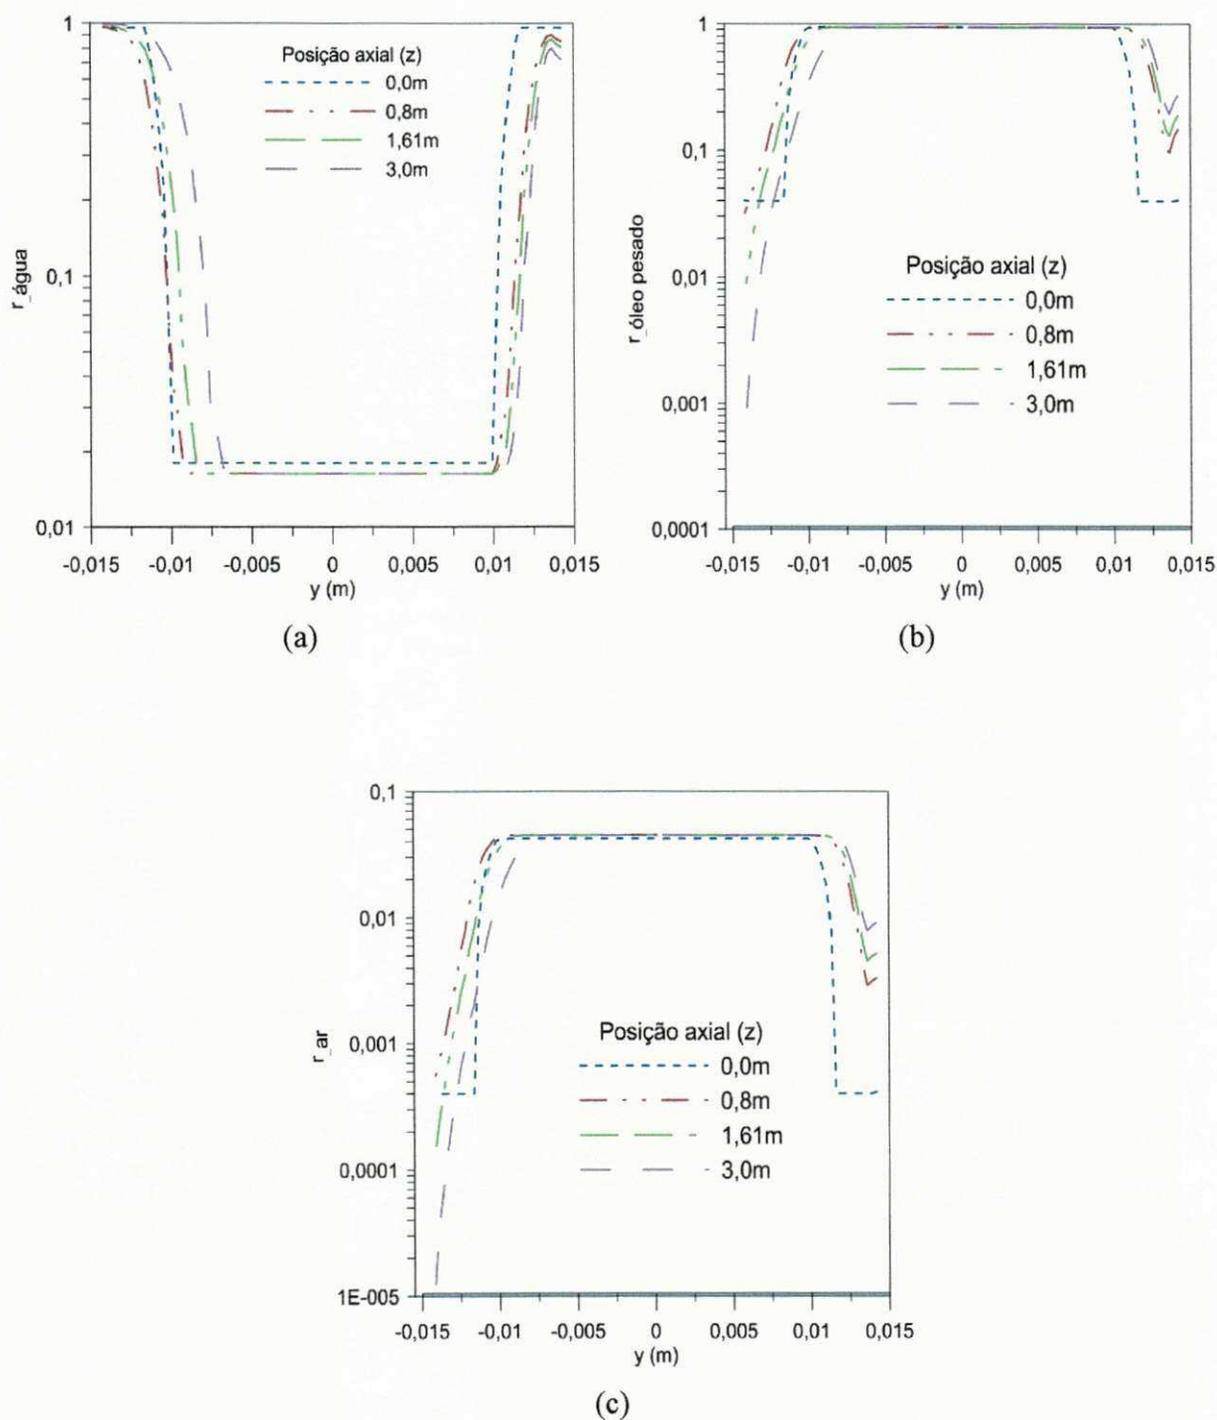 1
0,1
0,01
r_água
Posição axial (z)
0,0m
0,8m
1,61m
3,0m
-0,015 -0,01 -0,005 0 0,005 0,01 0,015
y (m)
(a)
1
0,1
0,01
0,001
0,0001
r_óleo pesado
Posição axial (z)
0,0m
0,8m
1,61m
3,0m
-0,015 -0,01 -0,005 0 0,005 0,01 0,015
y (m)
(b)
0,1
0,01
0,001
0,0001
1E-005
r_ar
Posição axial (z)
0,0m
0,8m
1,61m
3,0m
-0,015 -0,01 -0,005 0 0,005 0,01 0,015
y (m)
(c)